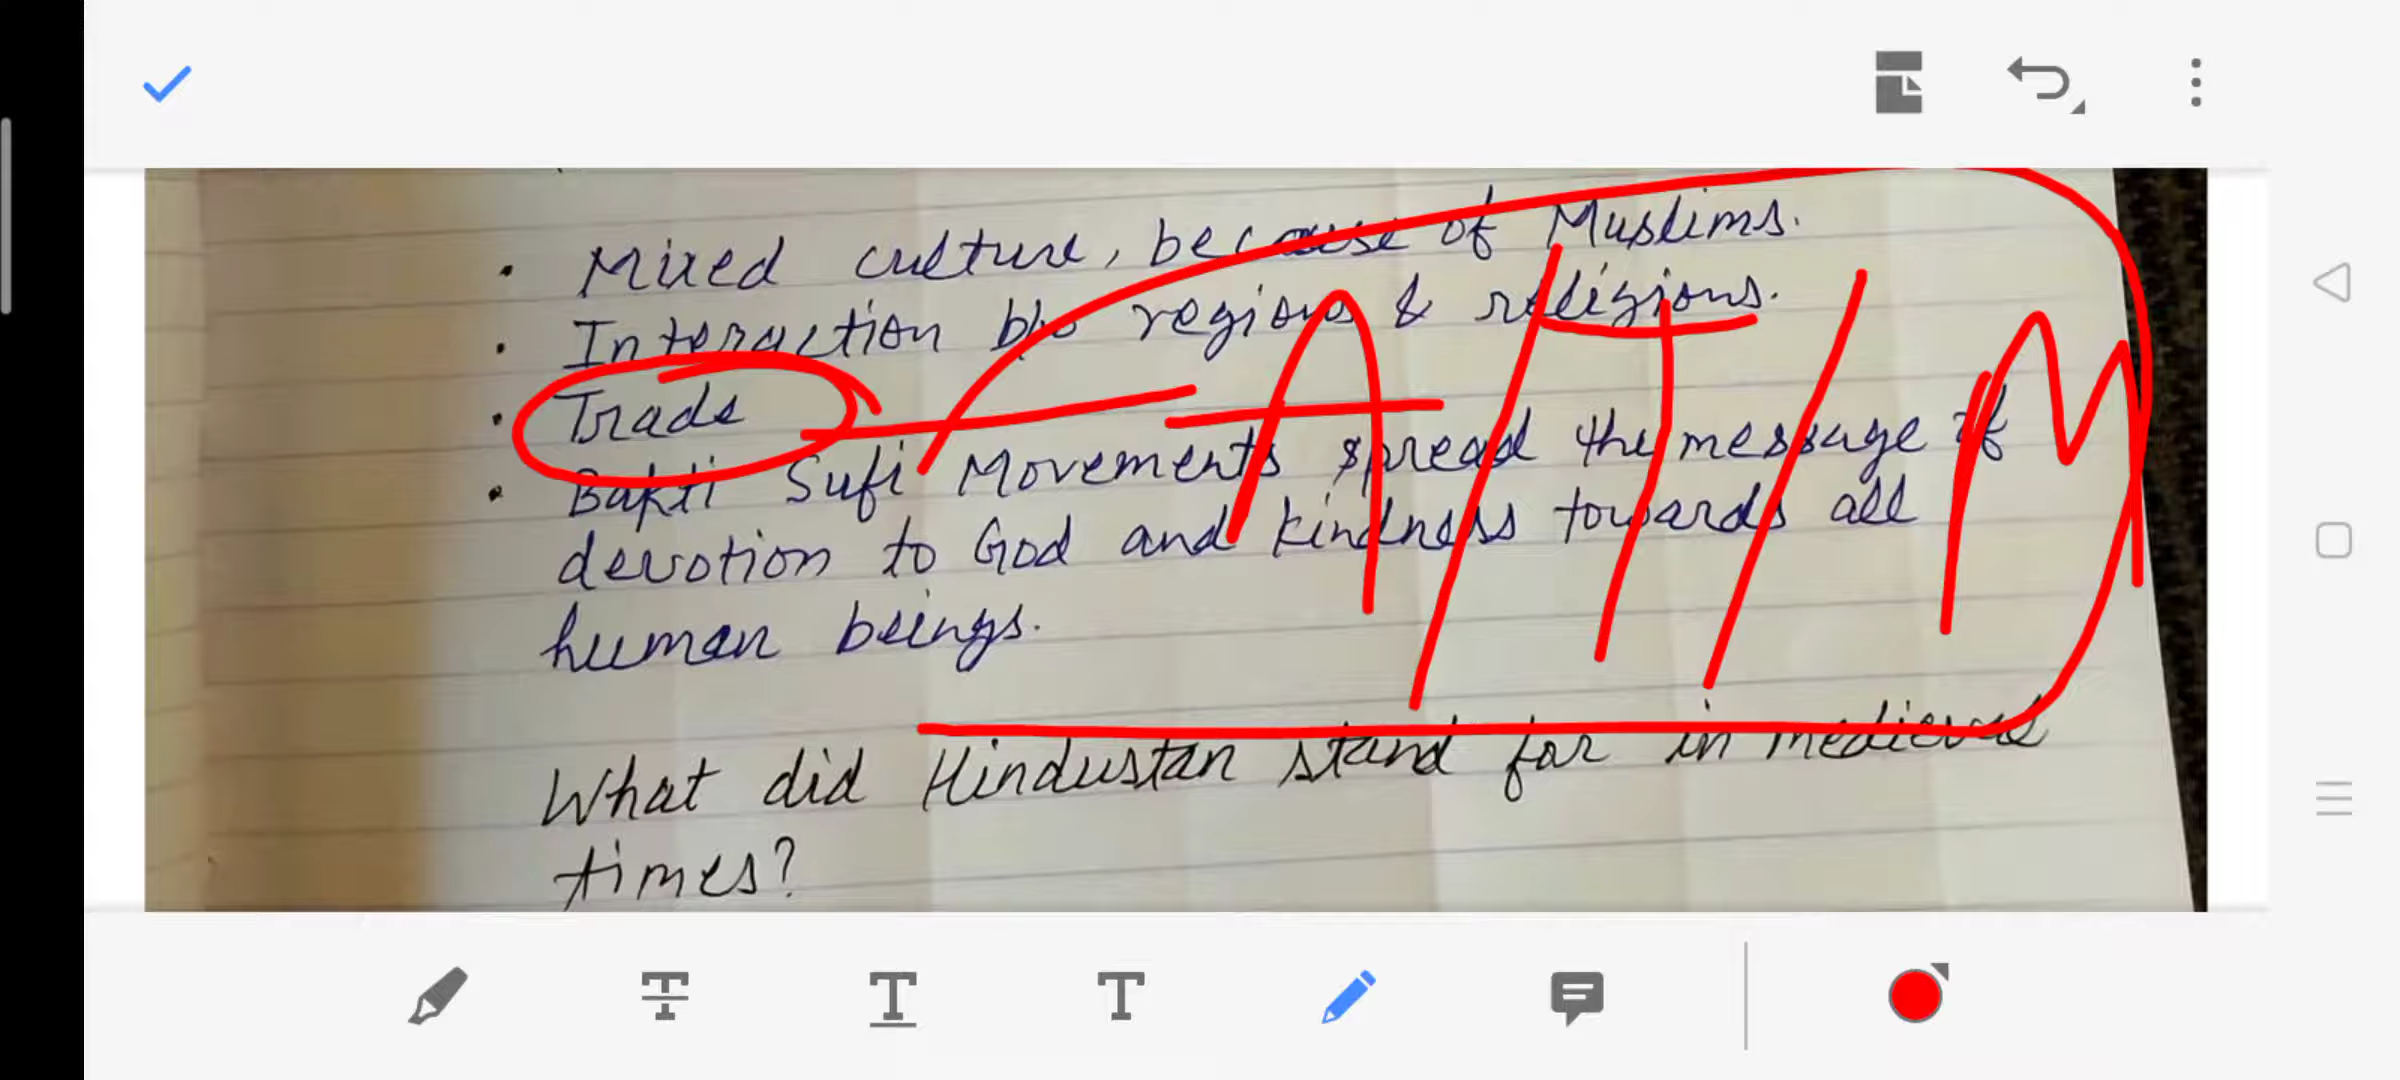 • Mixed culture, because of Muslims.
• Interaction b/w regions & religions.
• Trade
A/T/M
• Bakti Sufi Movements spread the message of
devotion to God and kindness towards all
human beings.
What did Hindustan stand for in medieval
times?